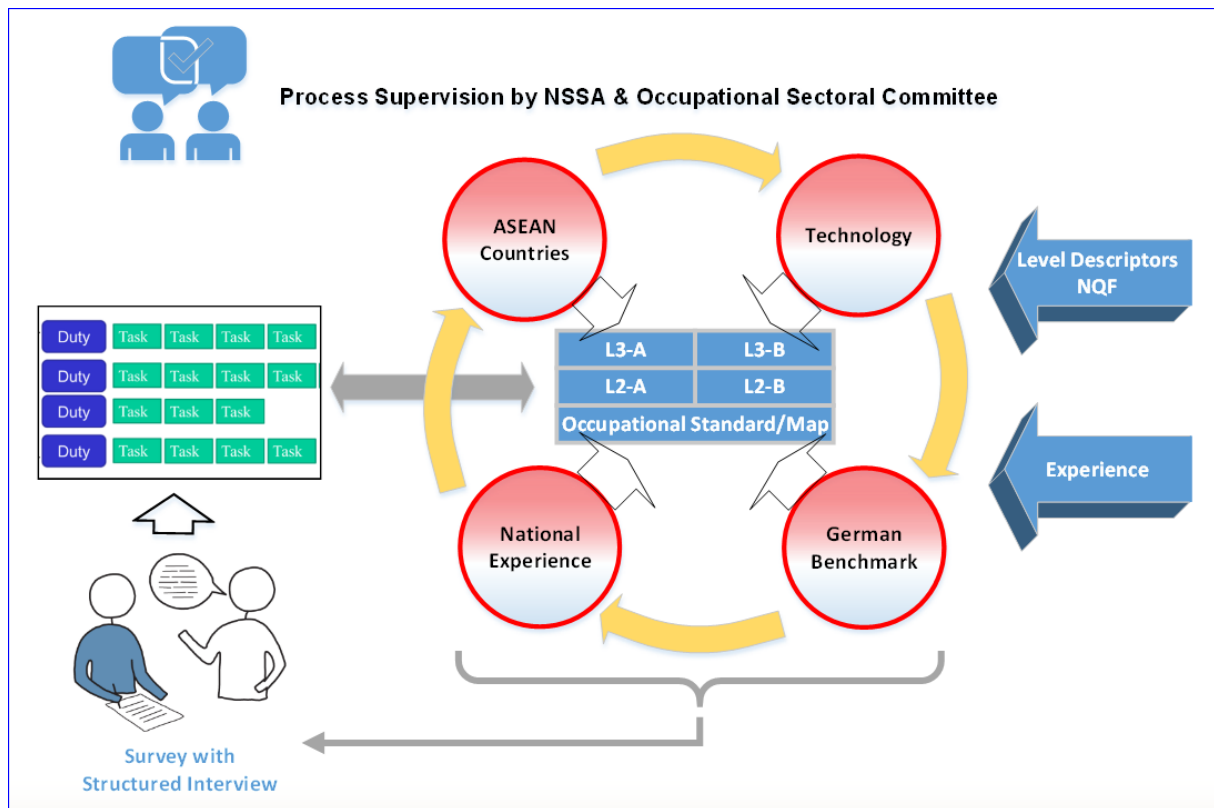 Process Supervision by NSSA & Occupational Sectoral Committee
ASEAN
Countries
Technology
Level Descriptors
NQF
Duty Task Task Task Task
Duty Task Task Task Task
Duty Task Task Task
Duty Task Task Task Task
L3-A L3-B
L2-A L2-B
Occupational Standard/Map
Experience
National
Experience
German
Benchmark
Survey with
Structured Interview